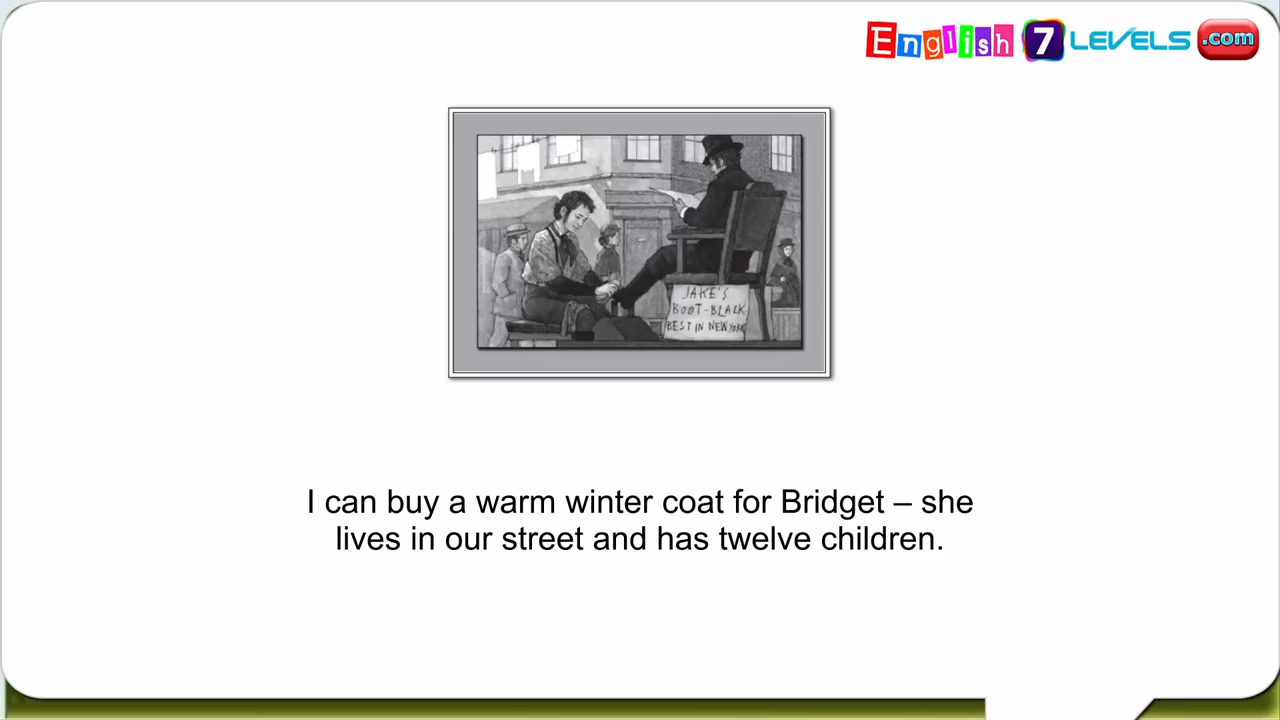 English 7 LEVELS .com
JAKE'S
BOOT-BLACK
BEST IN NEW YORK
I can buy a warm winter coat for Bridget – she
lives in our street and has twelve children.